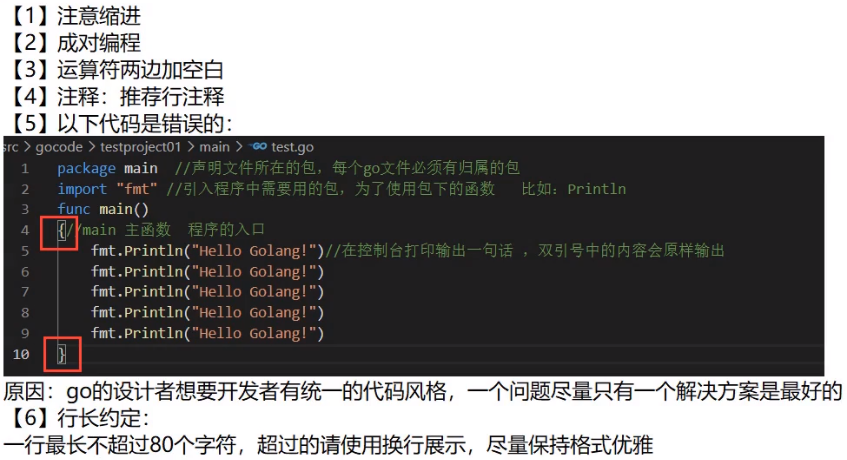 【1】注意缩进
【2】成对编程
【3】运算符两边加空白
【4】注释：推荐行注释
【5】以下代码是错误的：
src > gocode > testproject01 > main > GO test.go
1 package main //声明文件所在的包，每个go文件必须有归属的包
2 import "fmt" //引入程序中需要用的包，为了使用包下的函数 比如：Println
3 func main()
4 {//main 主函数 程序的入口
5 fmt.Println("Hello Golang!")//在控制台打印输出一句话 ，双引号中的内容会原样输出
6 fmt.Println("Hello Golang!")
7 fmt.Println("Hello Golang!")
8 fmt.Println("Hello Golang!")
9 fmt.Println("Hello Golang!")
10 }
原因：go的设计者想要开发者有统一的代码风格，一个问题尽量只有一个解决方案是最好的
【6】行长约定：
一行最长不超过80个字符，超过的请使用换行展示，尽量保持格式优雅